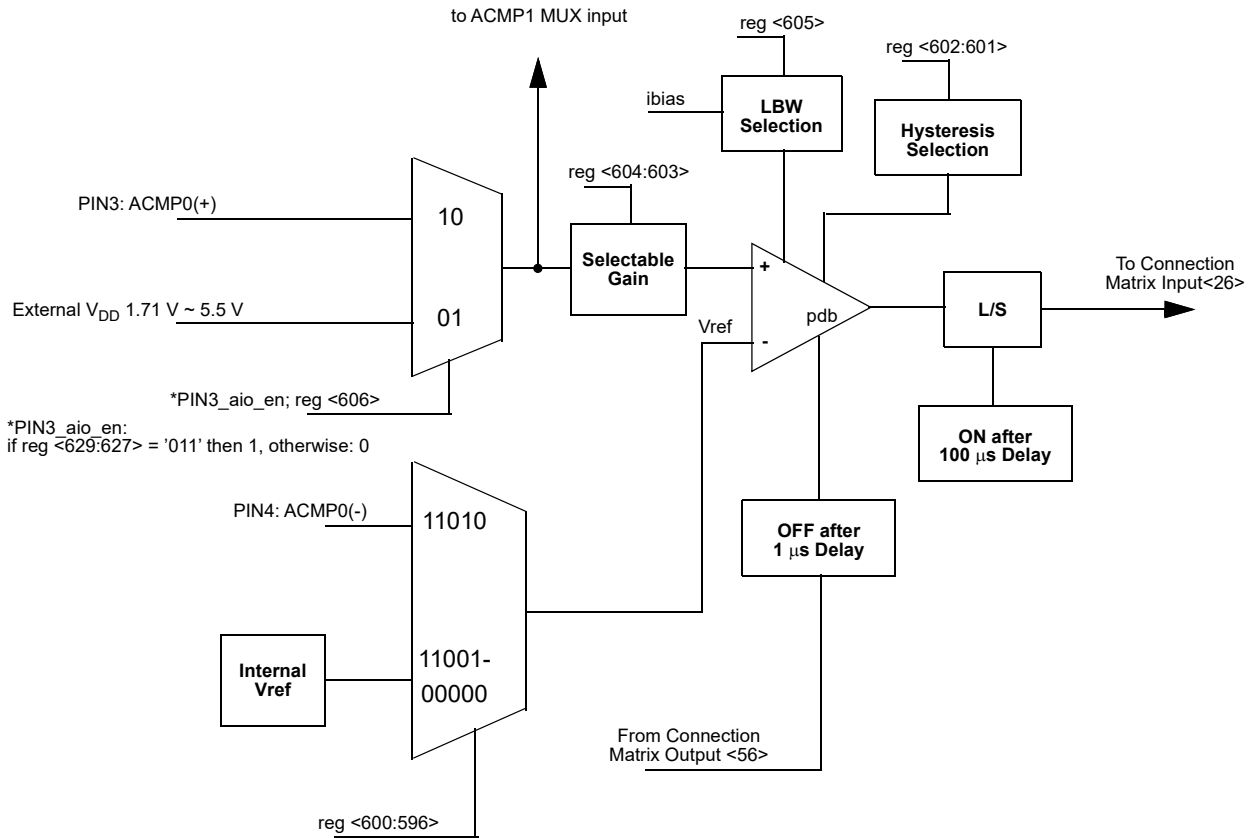 to ACMP1 MUX input
reg <605>
reg <602:601>
ibias
LBW
Selection
Hysteresis
Selection
reg <604:603>
PIN3: ACMP0(+)
10
Selectable
Gain
+
To Connection
Matrix Input<26>
External VDD 1.71 V ~ 5.5 V
01
Vref
-
pdb
L/S
*PIN3_aio_en; reg <606>
*PIN3_aio_en:
if reg <629:627> = ’011’ then 1, otherwise: 0
ON after
100 μs Delay
PIN4: ACMP0(-)
11010
OFF after
1 μs Delay
Internal
Vref
11001-
00000
From Connection
Matrix Output <56>
reg <600:596>